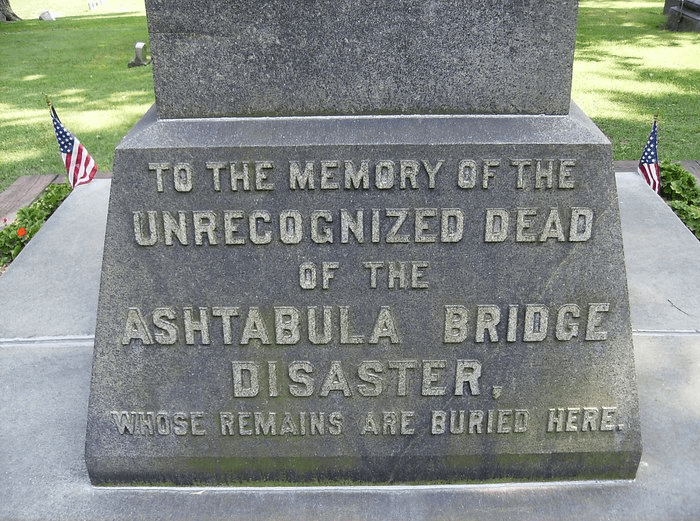 TO THE MEMORY OF THE
UNRECOGNIZED DEAD
OF THE
ASHTABULA BRIDGE
DISASTER,
WHOSE REMAINS ARE BURIED HERE.